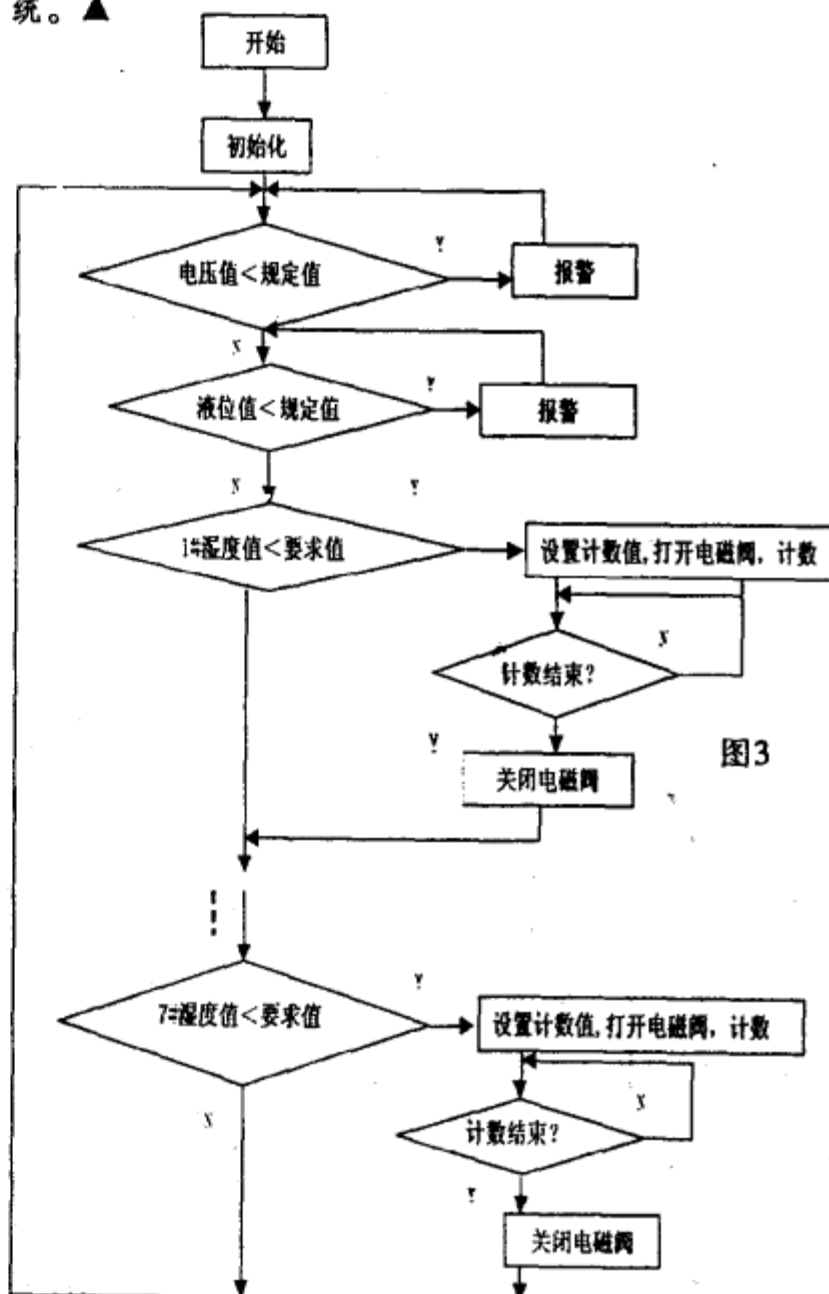 统。▲
开始
初始化
电压值＜规定值
Y
报警
N
液位值＜规定值
Y
报警
N
Y
1#湿度值＜要求值
设置计数值,打开电磁阀，计数
N
计数结束？
Y
图3
关闭电磁阀
Y
7#湿度值＜要求值
设置计数值,打开电磁阀，计数
N
N
计数结束？
Y
关闭电磁阀